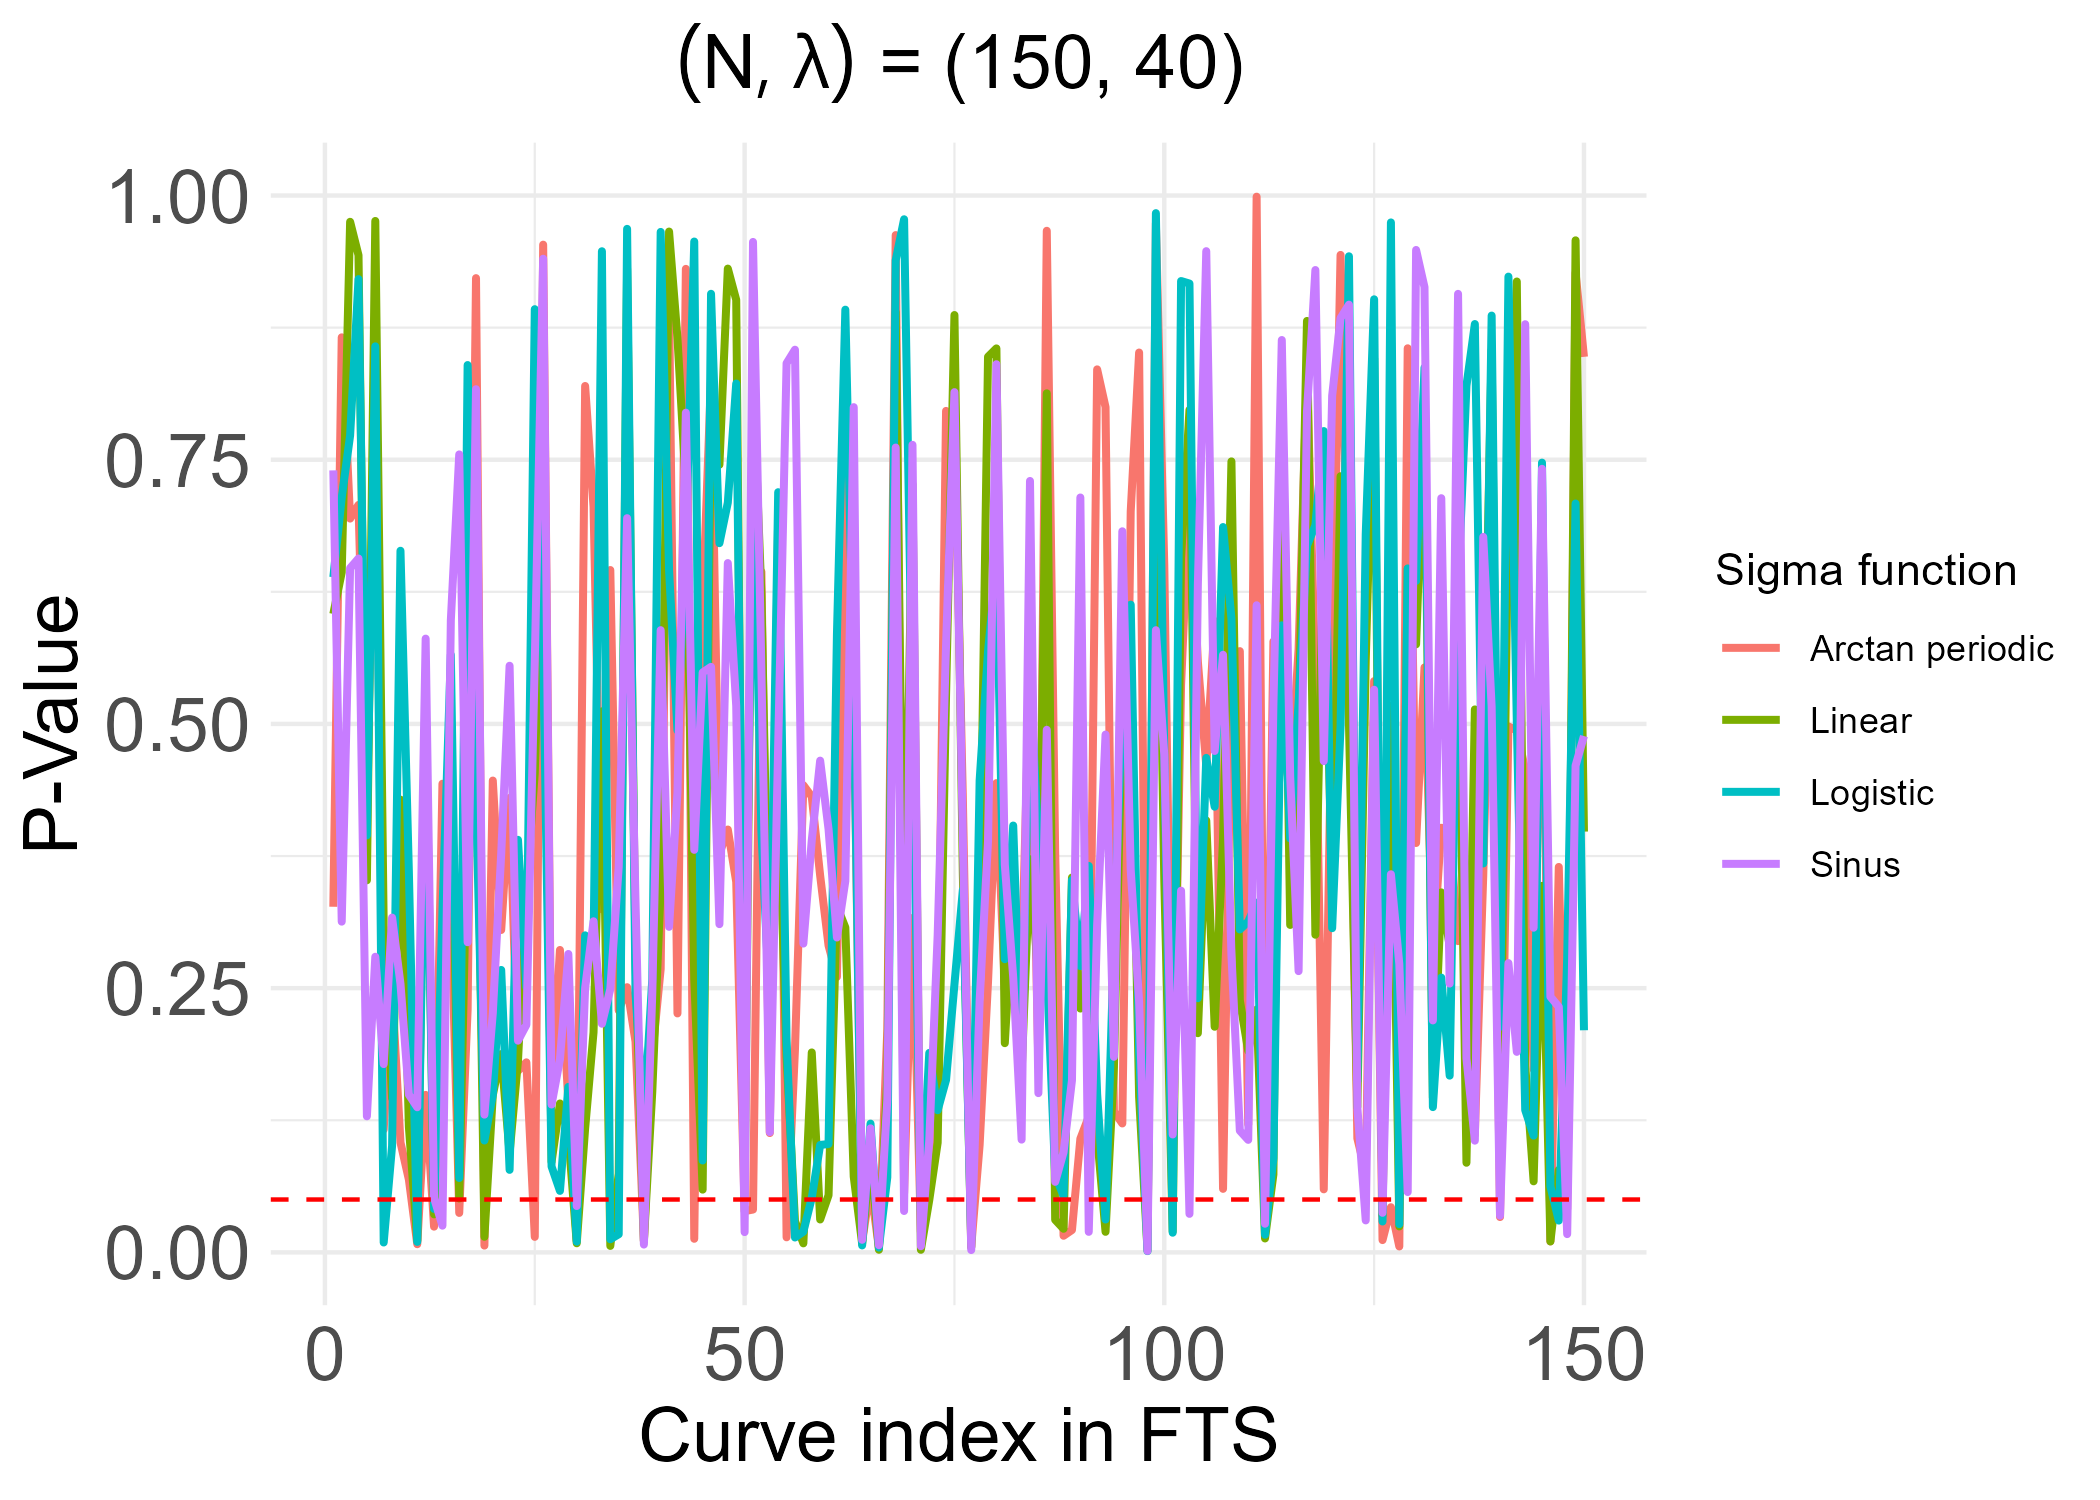 (N, λ) = (150, 40)
1.00
0.75
0.50
0.25
0.00
P-Value
0 50 100 150
Curve index in FTS
Sigma function
Arctan periodic
Linear
Logistic
Sinus